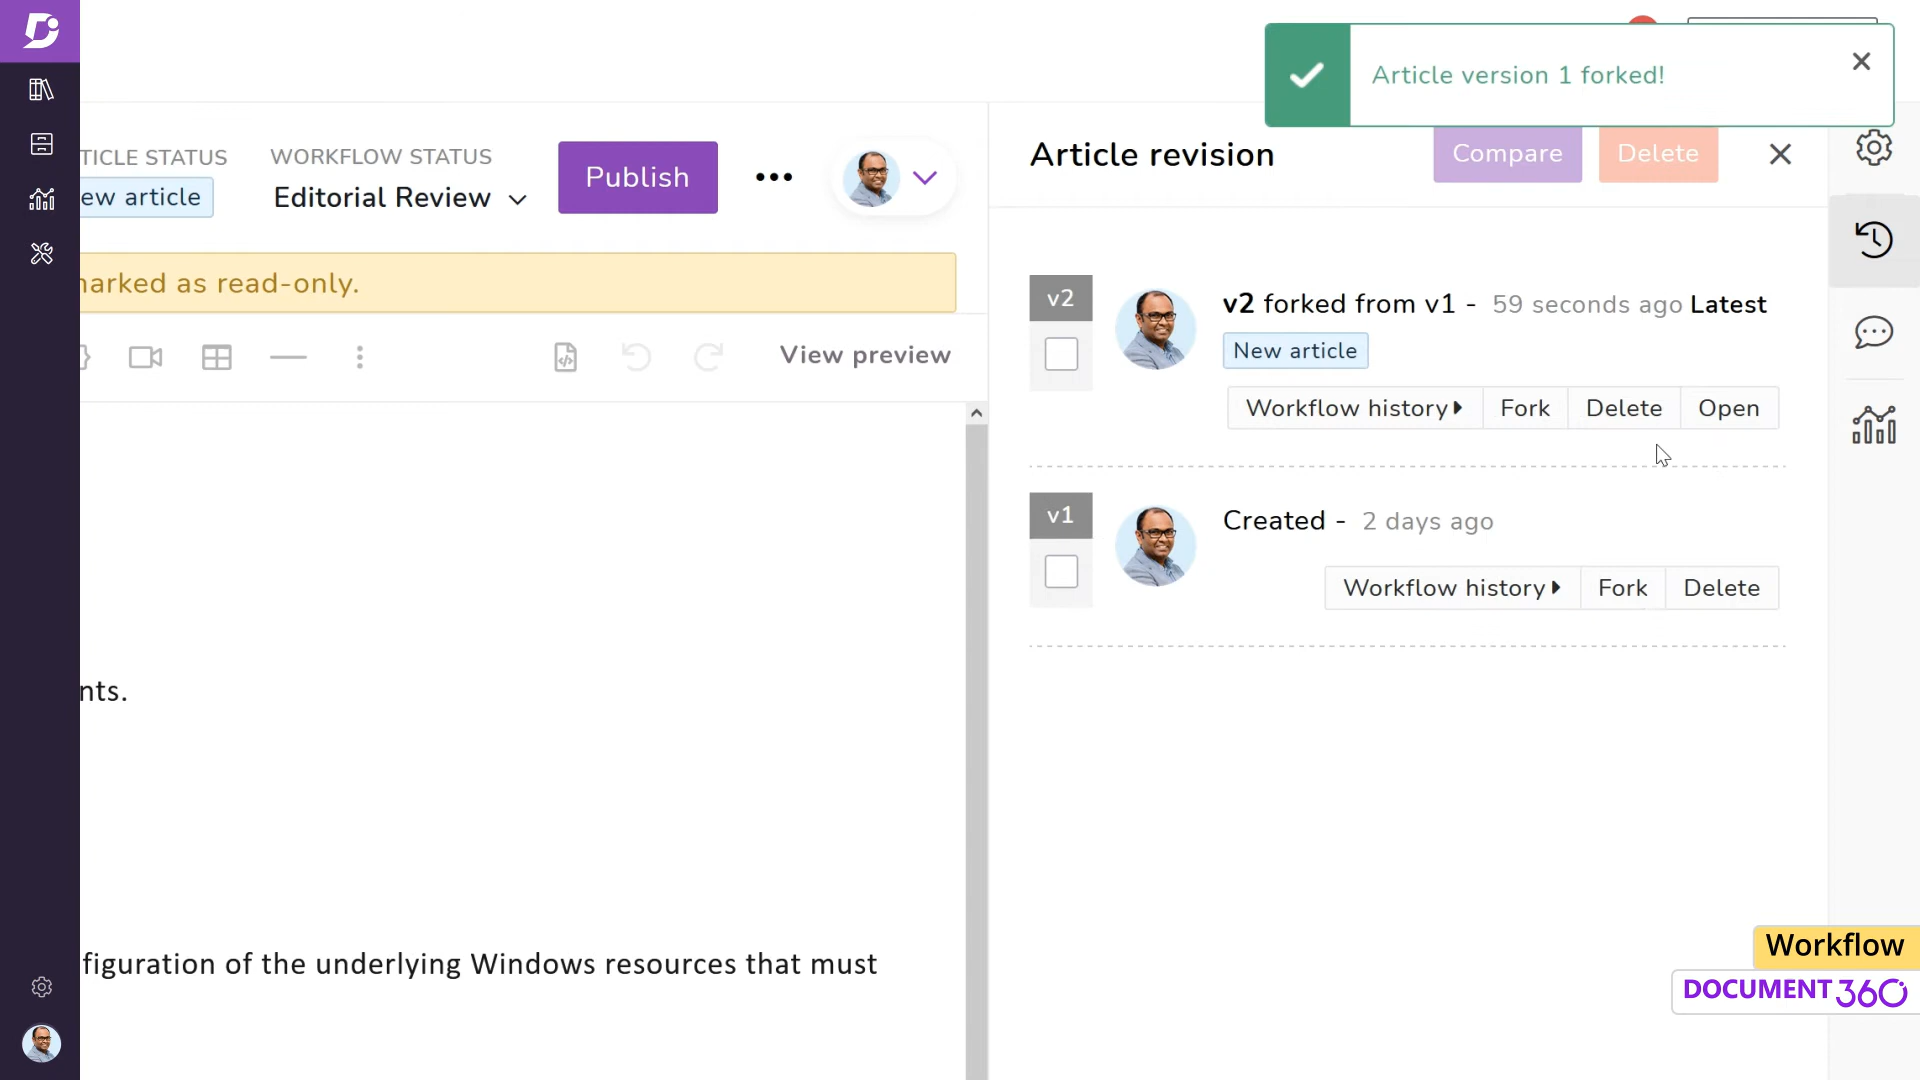 Article version 1 forked!
TICLE STATUS
ew article
WORKFLOW STATUS
Editorial Review
Publish
Article revision
Compare
Delete
marked as read-only.
View preview
v2
v2 forked from v1 - 59 seconds ago Latest
New article
Workflow history
Fork
Delete
Open
v1
Created - 2 days ago
Workflow history
Fork
Delete
nts.
figuration of the underlying Windows resources that must
Workflow
DOCUMENT360